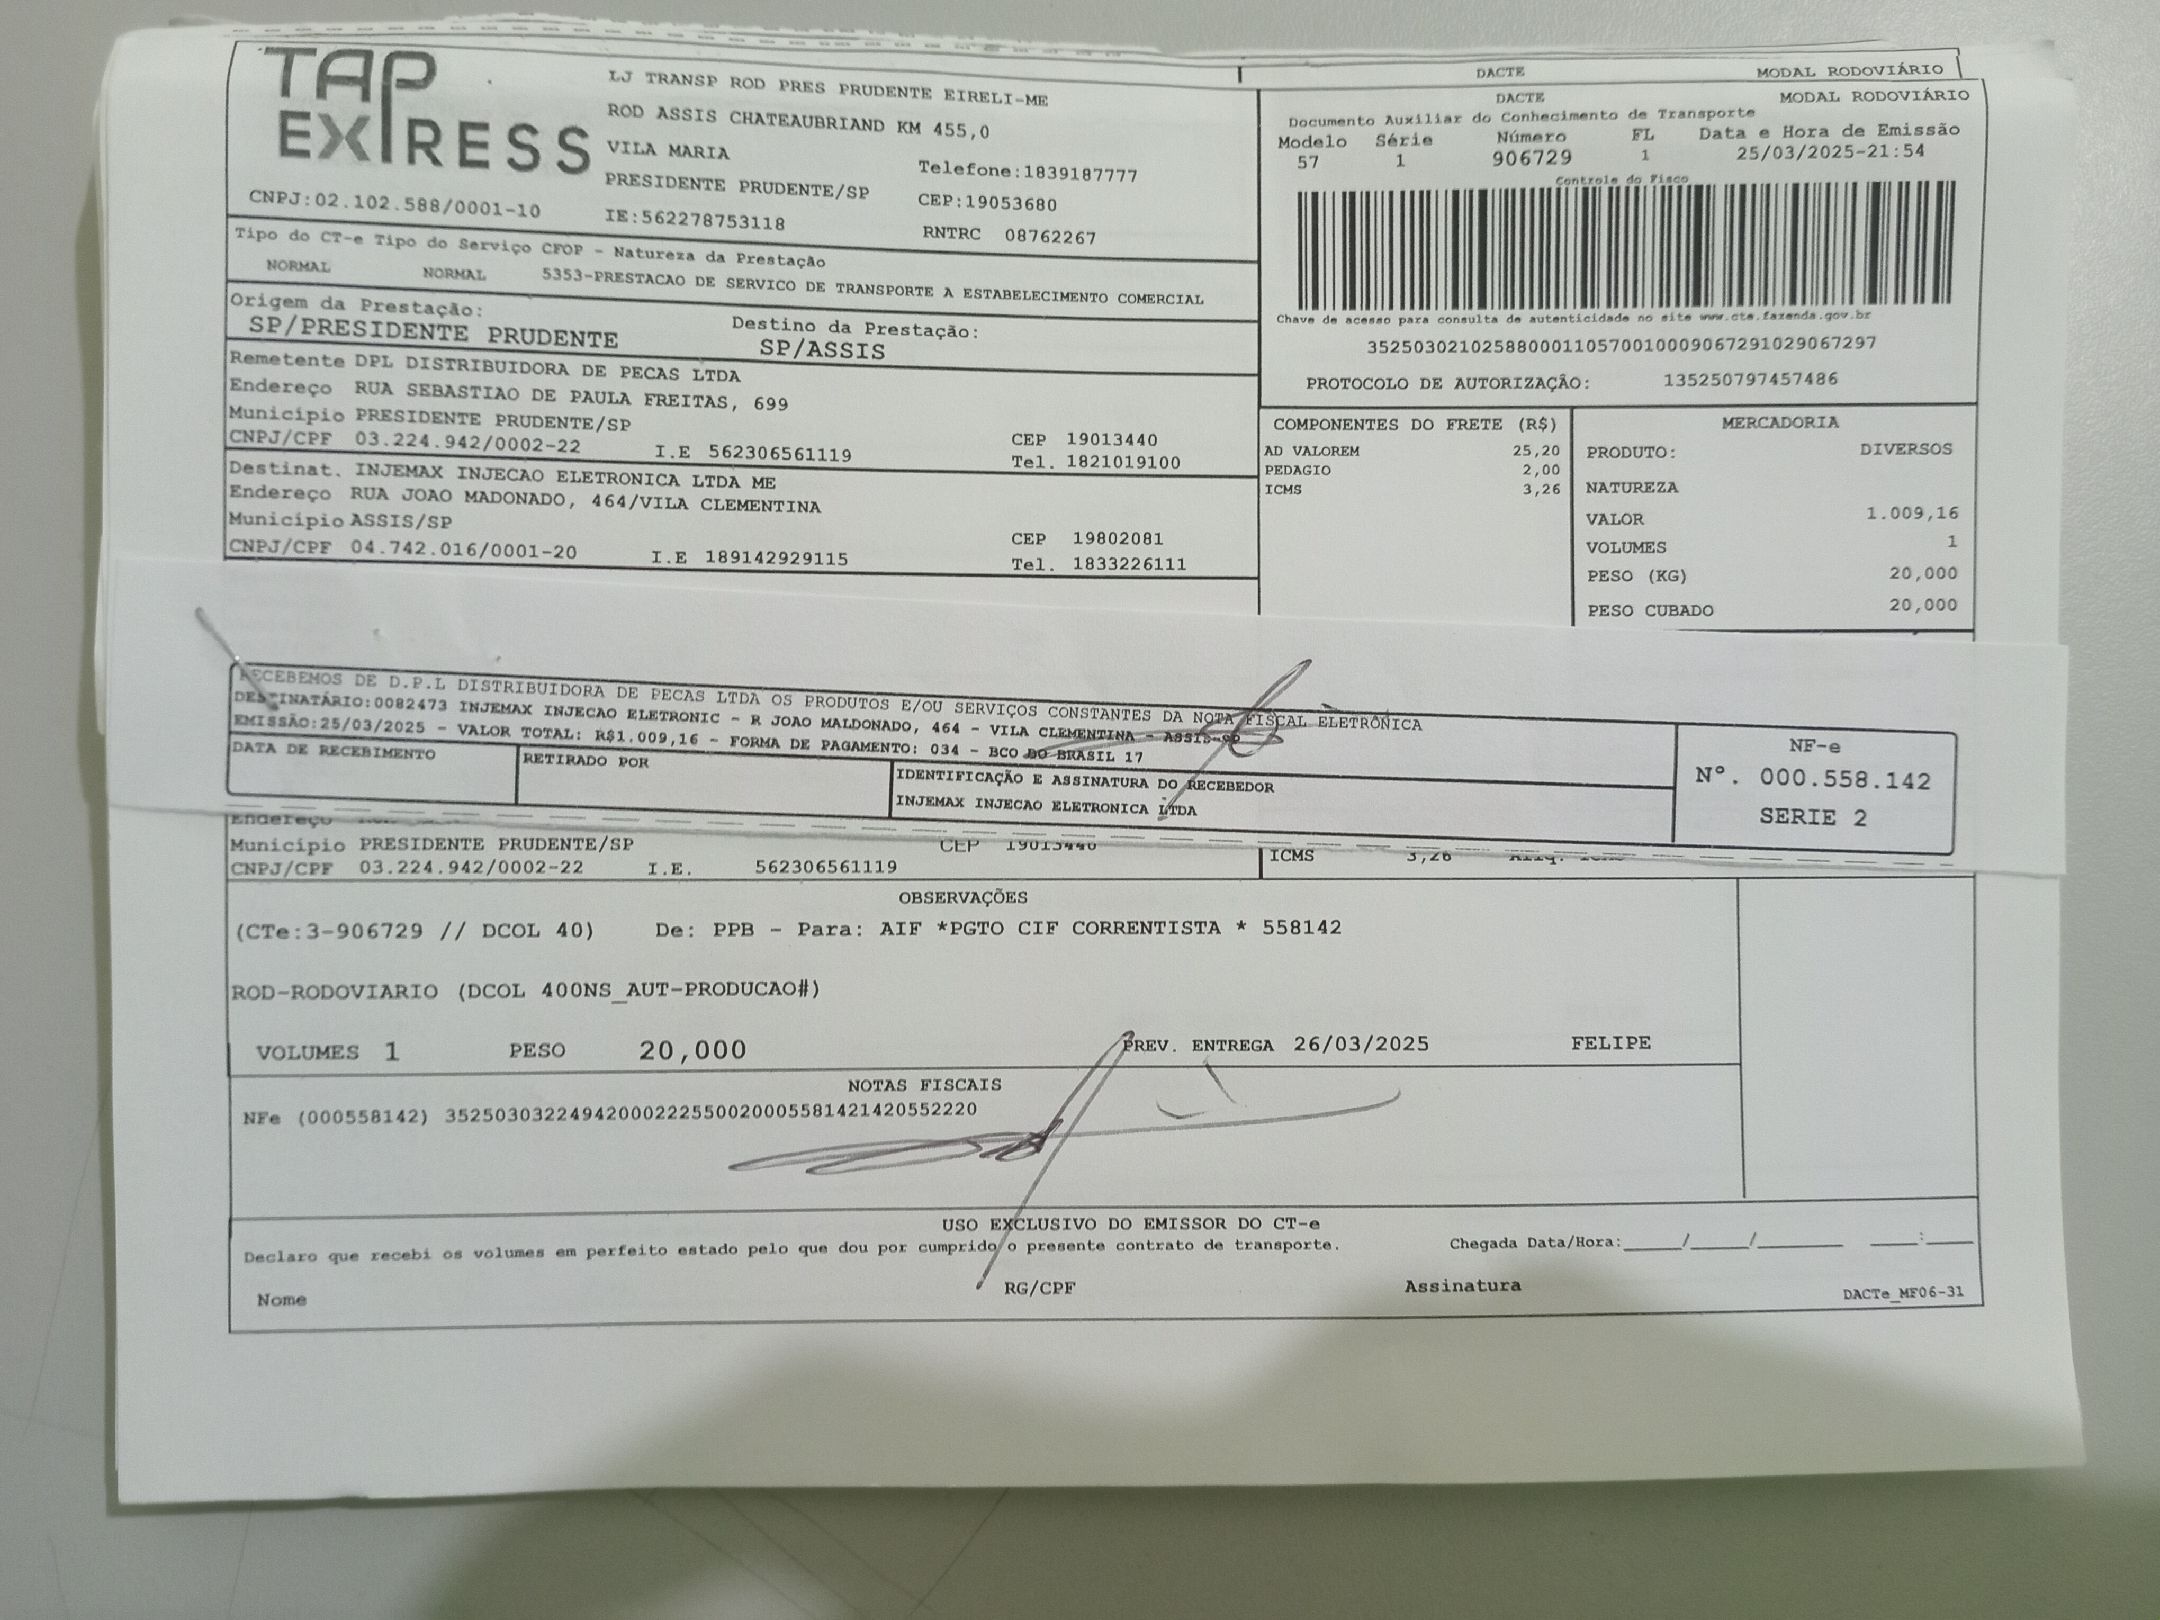 TAP
EXPRESS
LJ TRANSP ROD PRES PRUDENTE EIRELI-ME
ROD ASSIS CHATEAUBRIAND KM 455,0
VILA MARIA
Telefone:1839187777
PRESIDENTE PRUDENTE/SP
CEP:19053680
CNPJ:02.102.588/0001-10
IE:562278753118
RNTRC 08762267
DACTE MODAL RODOVIÁRIO
DACTE MODAL RODOVIÁRIO
Documento Auxiliar do Conhecimento de Transporte
Modelo Série Número FL Data e Hora de Emissão
57 1 906729 1 25/03/2025-21:54
Controle do Fisco
Chave de acesso para consulta de autenticidade no site www.cte.fazenda.gov.br
35250302102588000110570010009067291029067297
PROTOCOLO DE AUTORIZAÇÃO: 135250797457486
Tipo do CT-e Tipo do Serviço CFOP - Natureza da Prestação
NORMAL NORMAL 5353-PRESTACAO DE SERVICO DE TRANSPORTE A ESTABELECIMENTO COMERCIAL
Origem da Prestação: Destino da Prestação:
SP/PRESIDENTE PRUDENTE SP/ASSIS
Remetente DPL DISTRIBUIDORA DE PECAS LTDA
Endereço RUA SEBASTIAO DE PAULA FREITAS, 699
Município PRESIDENTE PRUDENTE/SP CEP 19013440
CNPJ/CPF 03.224.942/0002-22 I.E 562306561119 Tel. 1821019100
Destinat. INJEMAX INJECAO ELETRONICA LTDA ME
Endereço RUA JOAO MADONADO, 464/VILA CLEMENTINA
Município ASSIS/SP CEP 19802081
CNPJ/CPF 04.742.016/0001-20 I.E 189142929115 Tel. 1833226111
COMPONENTES DO FRETE (R$)
AD VALOREM 25,20
PEDAGIO 2,00
ICMS 3,26
MERCADORIA
PRODUTO: DIVERSOS
NATUREZA
VALOR 1.009,16
VOLUMES 1
PESO (KG) 20,000
PESO CUBADO 20,000
RECEBEMOS DE D.P.L DISTRIBUIDORA DE PECAS LTDA OS PRODUTOS E/OU SERVIÇOS CONSTANTES DA NOTA FISCAL ELETRÔNICA
DESTINATÁRIO:0082473 INJEMAX INJECAO ELETRONIC - R JOAO MALDONADO, 464 - VILA CLEMENTINA - ASSIS-SP
EMISSÃO:25/03/2025 - VALOR TOTAL: R$1.009,16 - FORMA DE PAGAMENTO: 034 - BCO DO BRASIL 17
DATA DE RECEBIMENTO
RETIRADO POR
IDENTIFICAÇÃO E ASSINATURA DO RECEBEDOR
INJEMAX INJECAO ELETRONICA LTDA
NF-e
Nº. 000.558.142
SERIE 2
Endereço
Município PRESIDENTE PRUDENTE/SP CEP 19013440
CNPJ/CPF 03.224.942/0002-22 I.E. 562306561119
ICMS 3,26
OBSERVAÇÕES
(CTe:3-906729 // DCOL 40) De: PPB - Para: AIF *PGTO CIF CORRENTISTA * 558142
ROD-RODOVIARIO (DCOL 400NS_AUT-PRODUCAO#)
VOLUMES 1 PESO 20,000 PREV. ENTREGA 26/03/2025 FELIPE
NOTAS FISCAIS
NFe (000558142) 35250303224942000222550020005581421420552220
USO EXCLUSIVO DO EMISSOR DO CT-e
Declaro que recebi os volumes em perfeito estado pelo que dou por cumprido o presente contrato de transporte. Chegada Data/Hora:____/____/______ ____:____
Nome RG/CPF Assinatura
DACTe_MF06-31